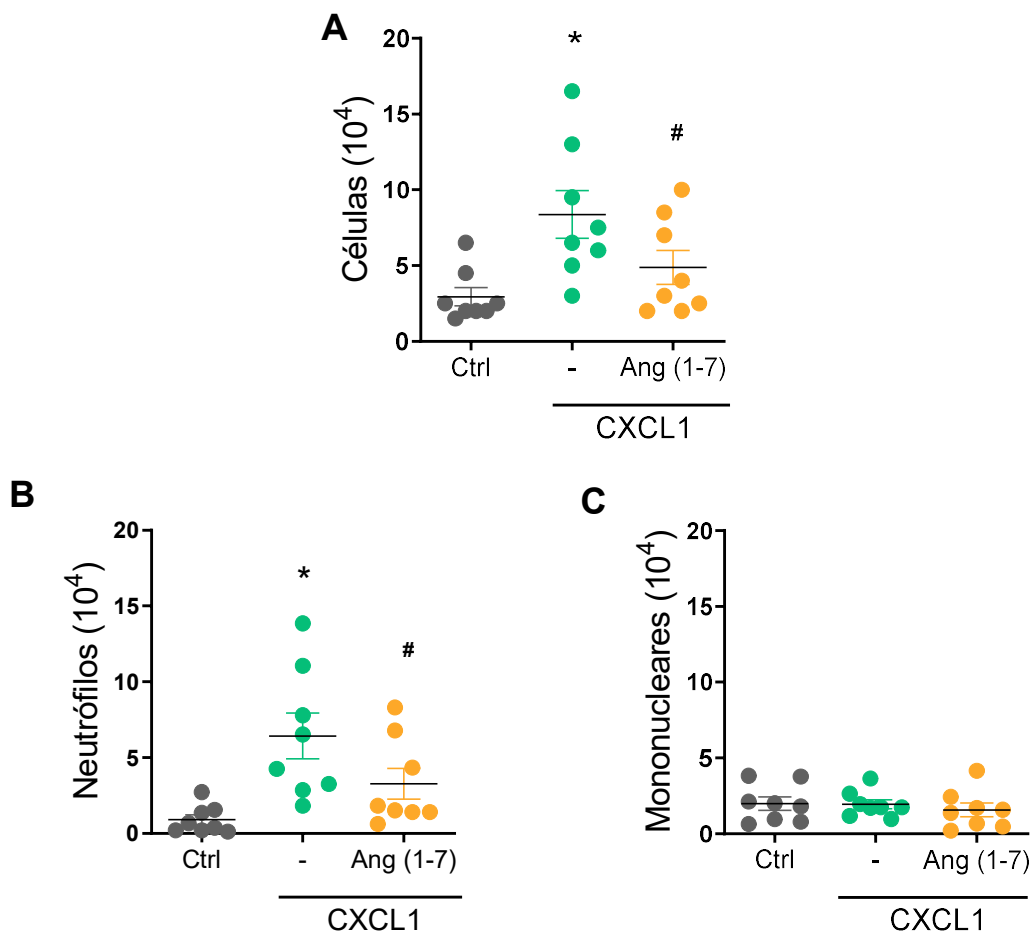 A
Células (10⁴)
20
15
10
5
0
*
#
Ctrl
-
Ang (1-7)
CXCL1
B
Neutrófilos (10⁴)
20
15
10
5
0
*
#
Ctrl
-
Ang (1-7)
CXCL1
C
Mononucleares (10⁴)
20
15
10
5
0
Ctrl
-
Ang (1-7)
CXCL1